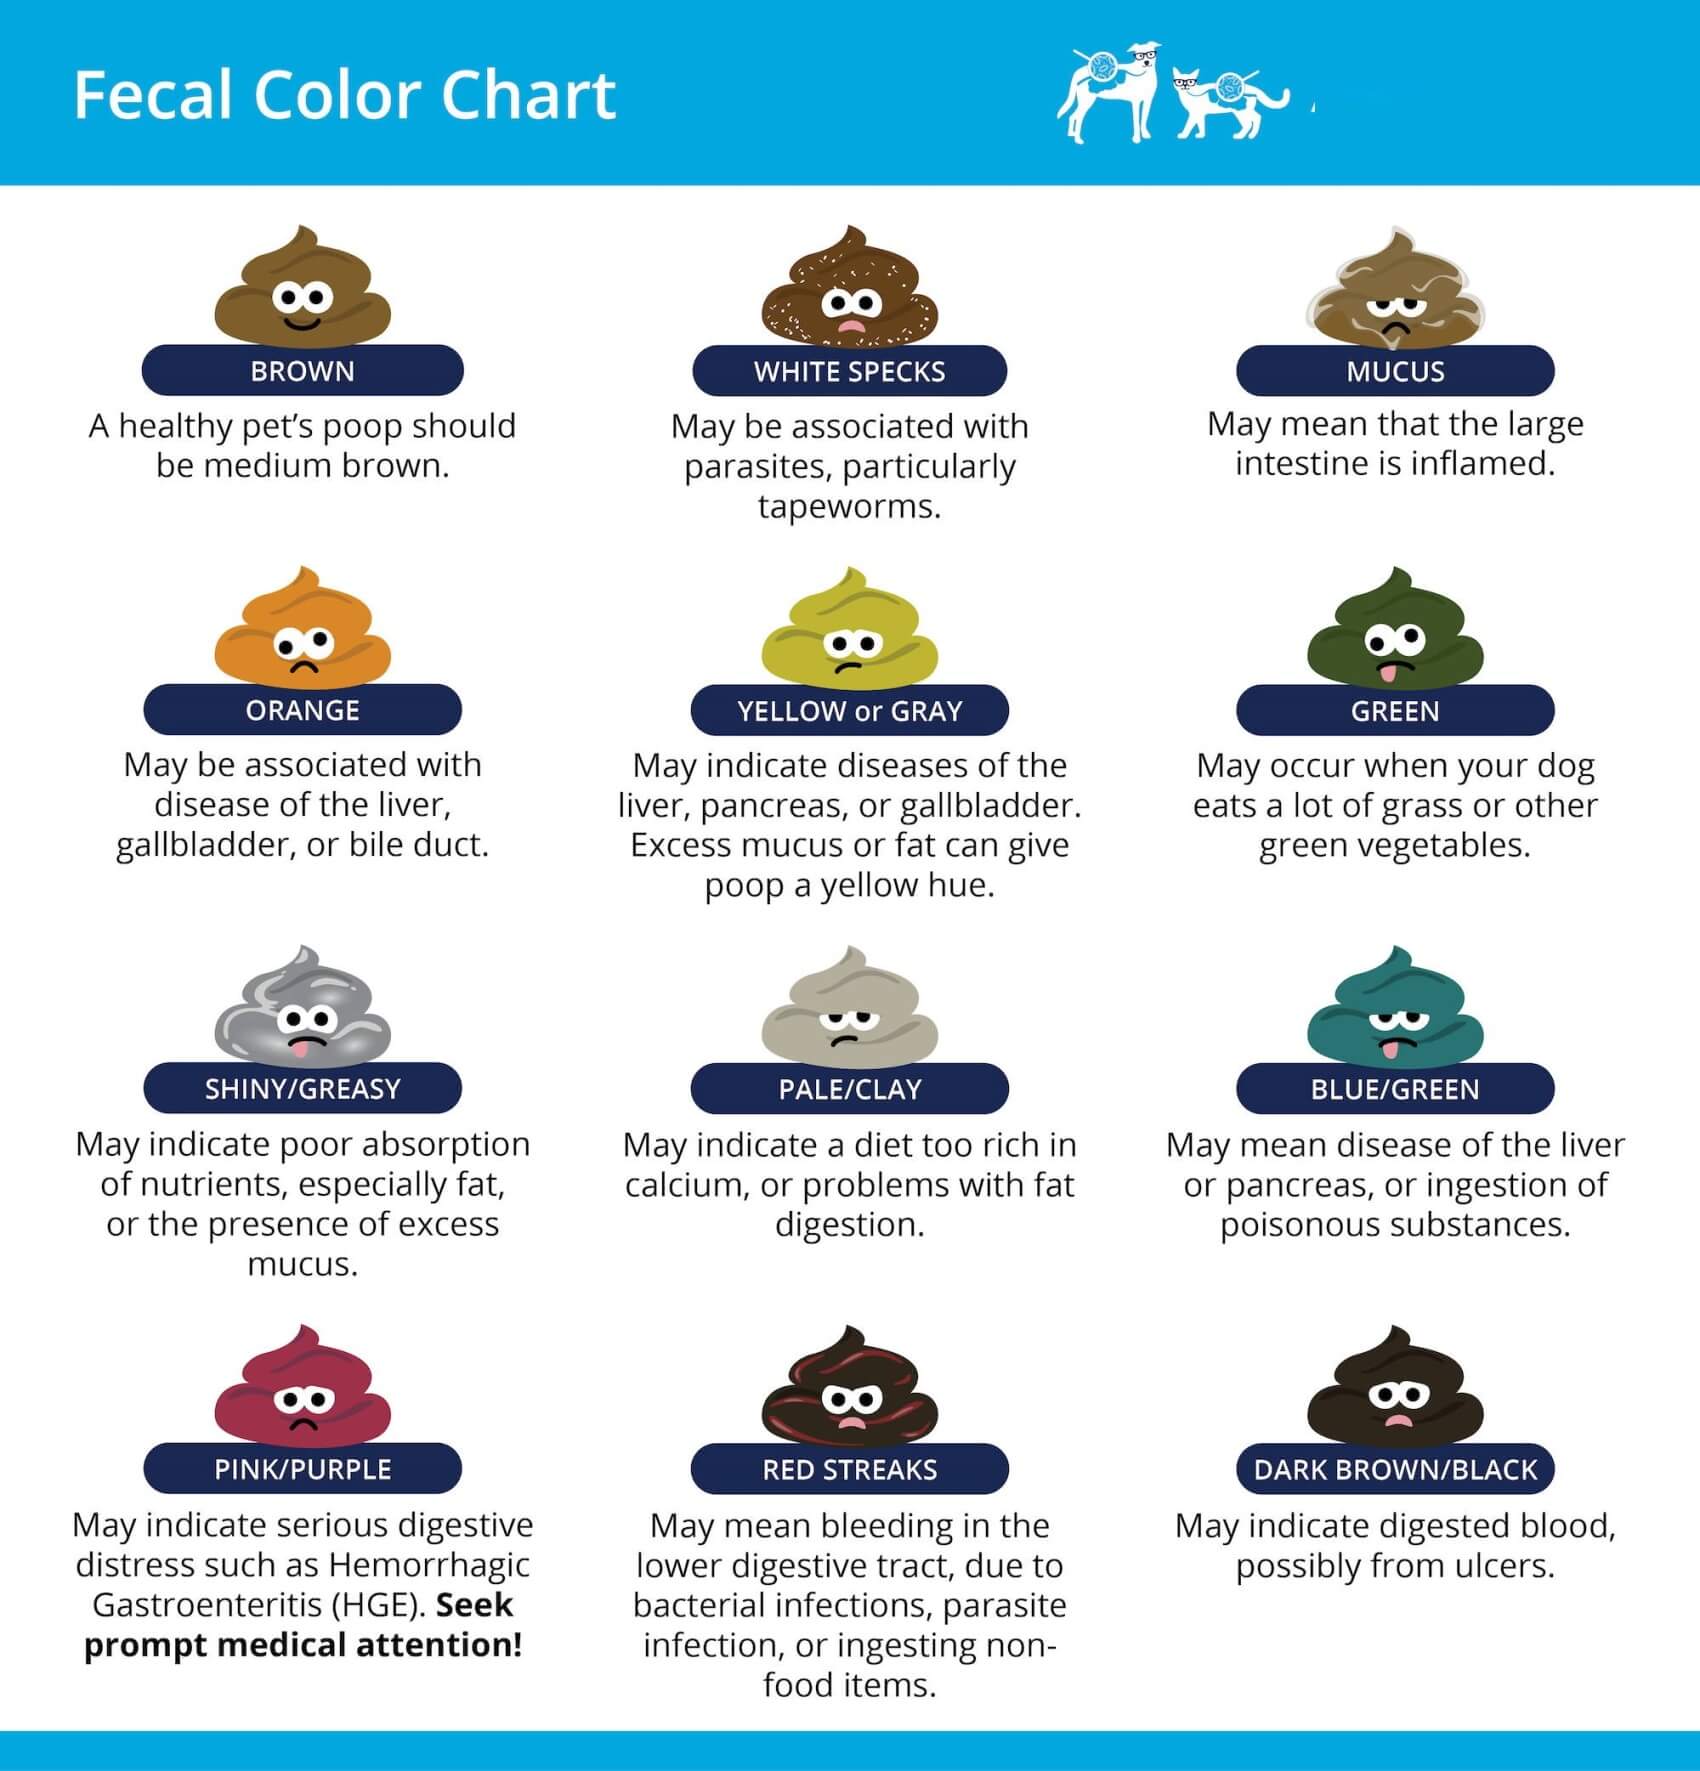 Fecal Color Chart
BROWN
A healthy pet’s poop should
be medium brown.
WHITE SPECKS
May be associated with
parasites, particularly
tapeworms.
MUCUS
May mean that the large
intestine is inflamed.
ORANGE
May be associated with
disease of the liver,
gallbladder, or bile duct.
YELLOW or GRAY
May indicate diseases of the
liver, pancreas, or gallbladder.
Excess mucus or fat can give
poop a yellow hue.
GREEN
May occur when your dog
eats a lot of grass or other
green vegetables.
SHINY/GREASY
May indicate poor absorption
of nutrients, especially fat,
or the presence of excess
mucus.
PALE/CLAY
May indicate a diet too rich in
calcium, or problems with fat
digestion.
BLUE/GREEN
May mean disease of the liver
or pancreas, or ingestion of
poisonous substances.
PINK/PURPLE
May indicate serious digestive
distress such as Hemorrhagic
Gastroenteritis (HGE). Seek
prompt medical attention!
RED STREAKS
May mean bleeding in the
lower digestive tract, due to
bacterial infections, parasite
infection, or ingesting non-
food items.
DARK BROWN/BLACK
May indicate digested blood,
possibly from ulcers.